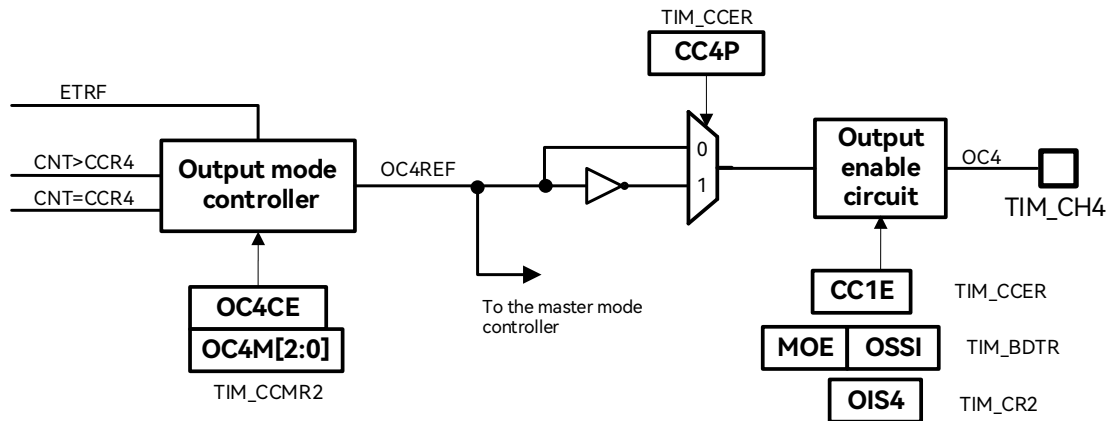 TIM_CCER
CC4P
ETRF
CNT>CCR4
CNT=CCR4
Output mode
controller
OC4REF
0
1
Output
enable
circuit
OC4
TIM_CH4
OC4CE
OC4M[2:0]
TIM_CCMR2
To the master mode
controller
CC1E
TIM_CCER
MOE
OSSI
TIM_BDTR
OIS4
TIM_CR2